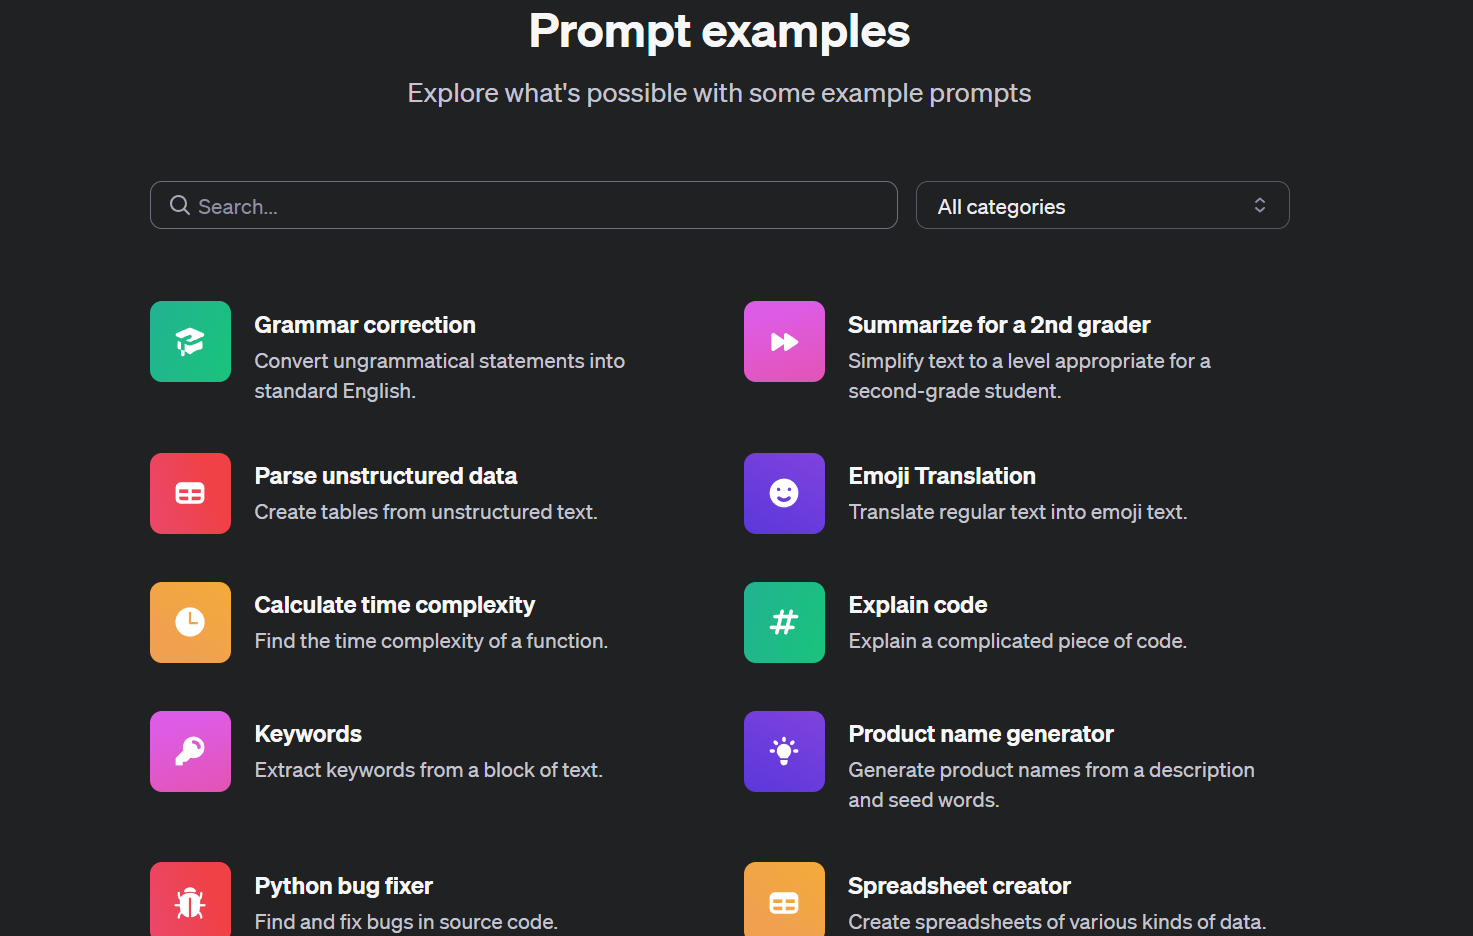 Prompt examples
Explore what's possible with some example prompts
Search...
All categories
Grammar correction
Convert ungrammatical statements into
standard English.
Summarize for a 2nd grader
Simplify text to a level appropriate for a
second-grade student.
Parse unstructured data
Create tables from unstructured text.
Emoji Translation
Translate regular text into emoji text.
Calculate time complexity
Find the time complexity of a function.
Explain code
Explain a complicated piece of code.
Keywords
Extract keywords from a block of text.
Product name generator
Generate product names from a description
and seed words.
Python bug fixer
Find and fix bugs in source code.
Spreadsheet creator
Create spreadsheets of various kinds of data.